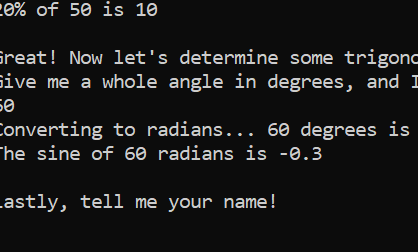 20% of 50 is 10
Great! Now let's determine some trigono
Give me a whole angle in degrees, and I
60
Converting to radians... 60 degrees is
The sine of 60 radians is -0.3
Lastly, tell me your name!